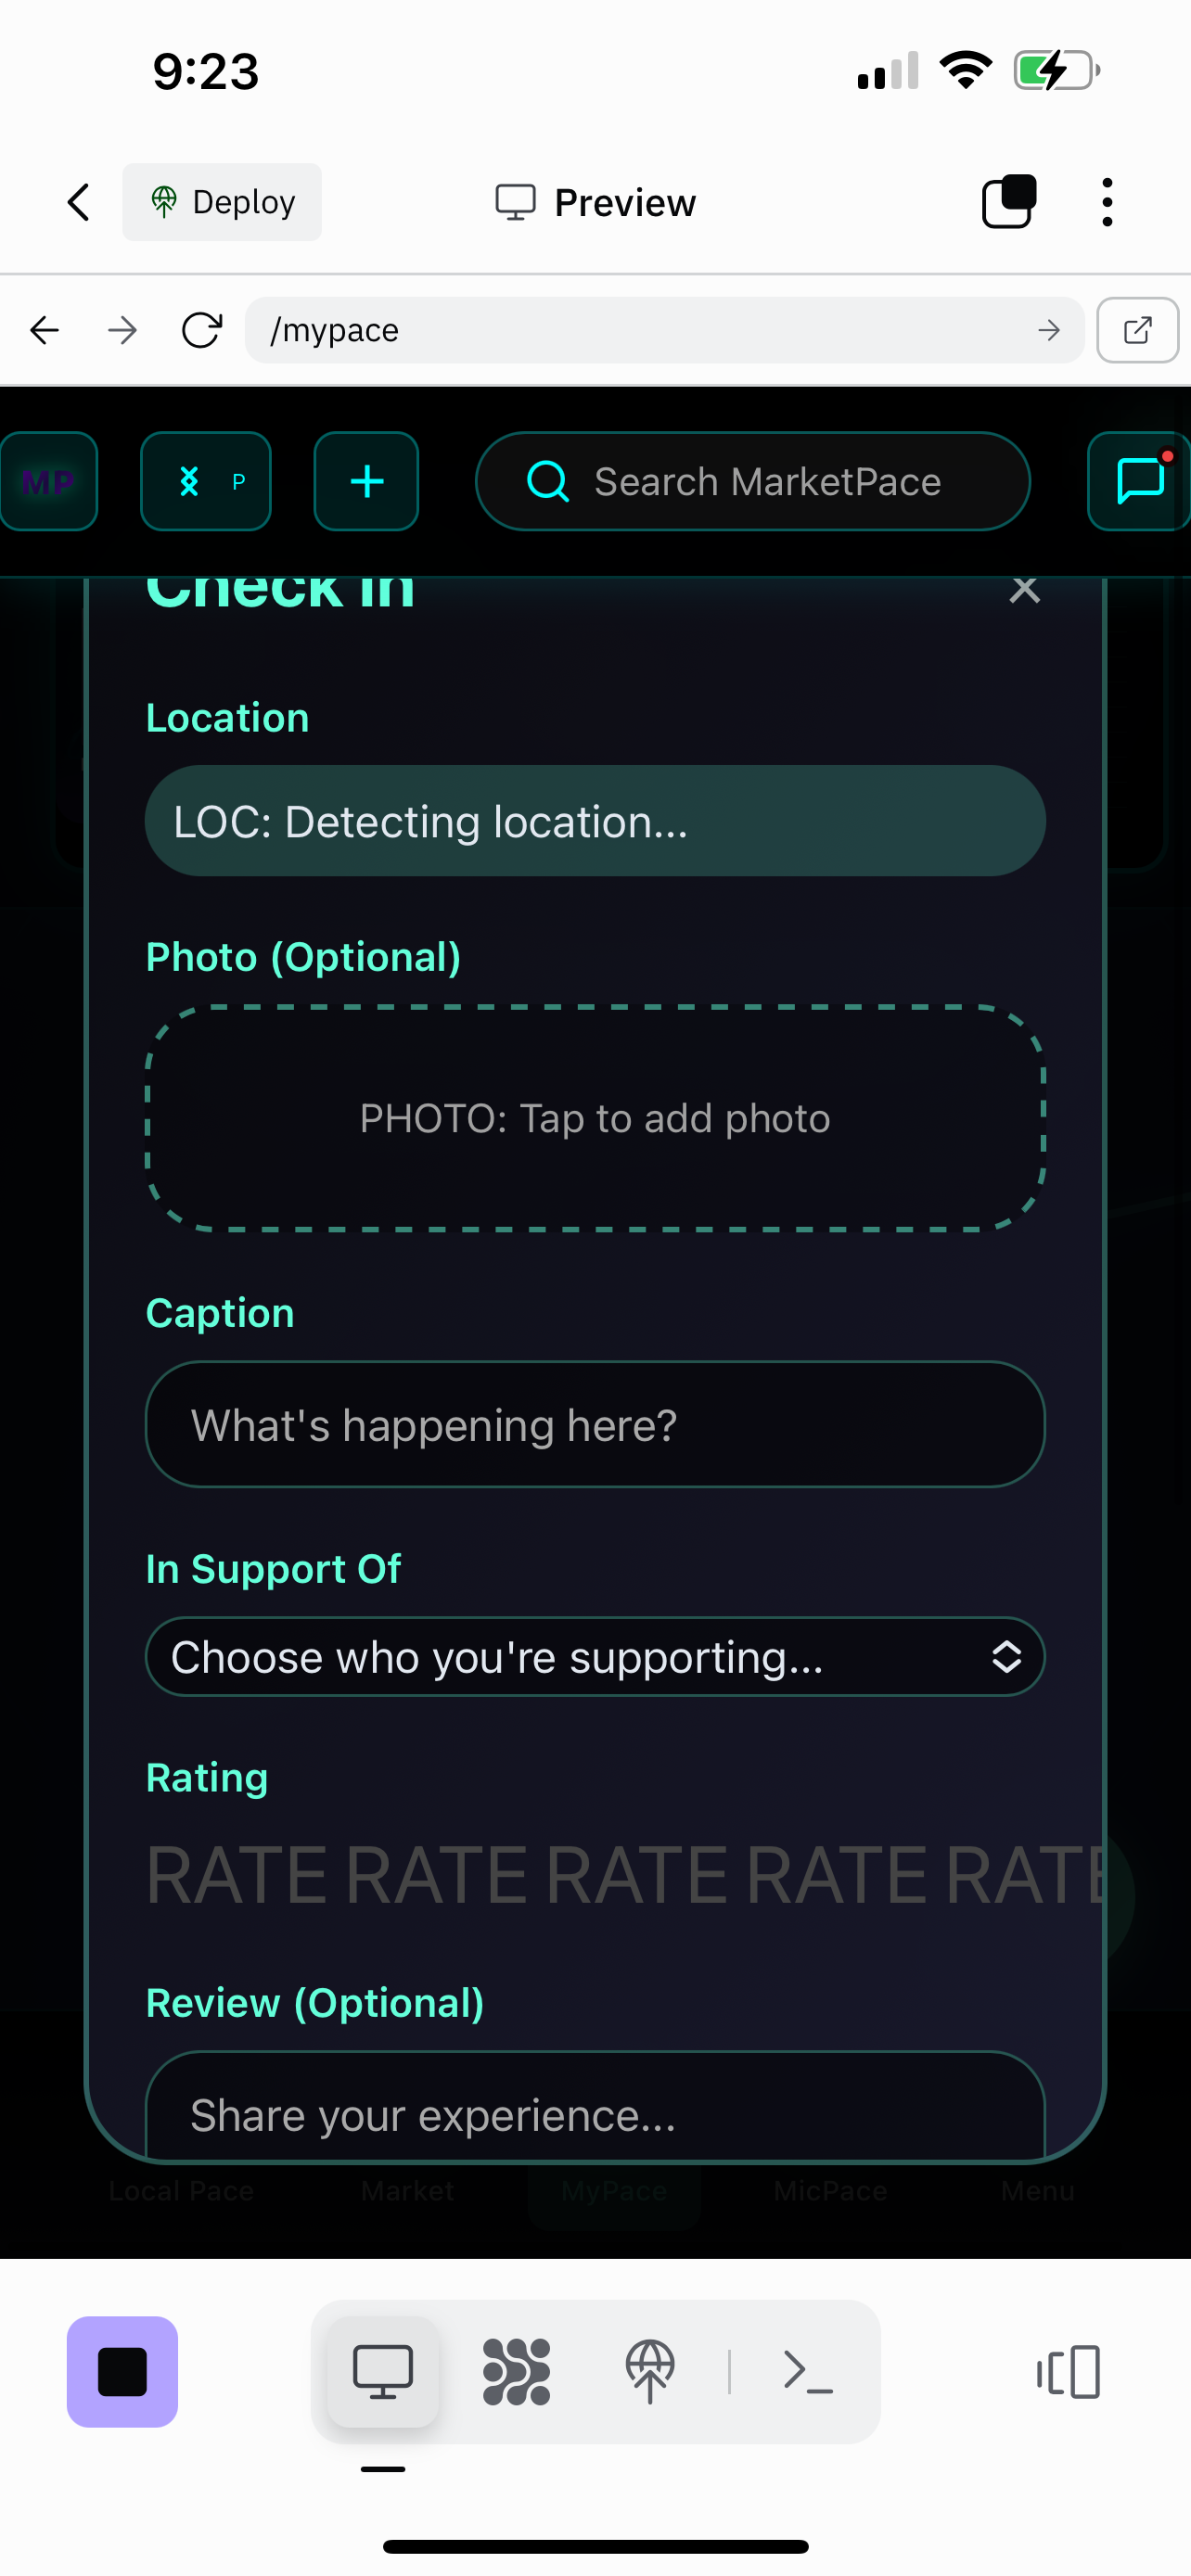 9:23
Deploy
Preview
/mypace
MP
P
Search MarketPace
Check in
Location
LOC: Detecting location...
Photo (Optional)
PHOTO: Tap to add photo
Caption
What's happening here?
In Support Of
Choose who you're supporting...
Rating
RATE RATE RATE RATE RATE
Review (Optional)
Share your experience...
Local Pace
Market
MyPace
MicPace
Menu